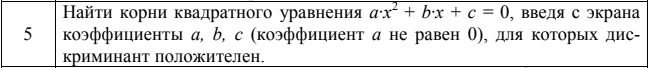 5
Найти корни квадратного уравнения a·x² + b·x + c = 0, введя с экрана
коэффициенты a, b, c (коэффициент a не равен 0), для которых дис-
криминант положителен.